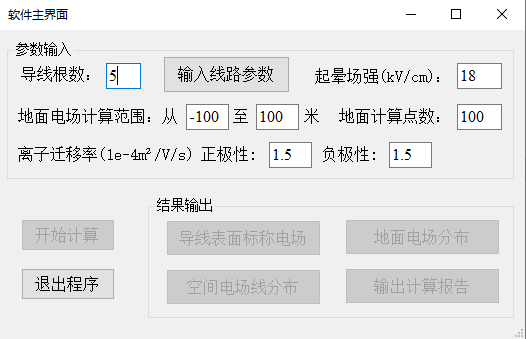 软件主界面
参数输入
导线根数： 5 输入线路参数 起晕场强(kV/cm)： 18
地面电场计算范围：从 -100 至 100 米 地面计算点数： 100
离子迁移率(1e-4m²/V/s) 正极性： 1.5 负极性： 1.5
开始计算
退出程序
结果输出
导线表面标称电场 地面电场分布
空间电场线分布 输出计算报告